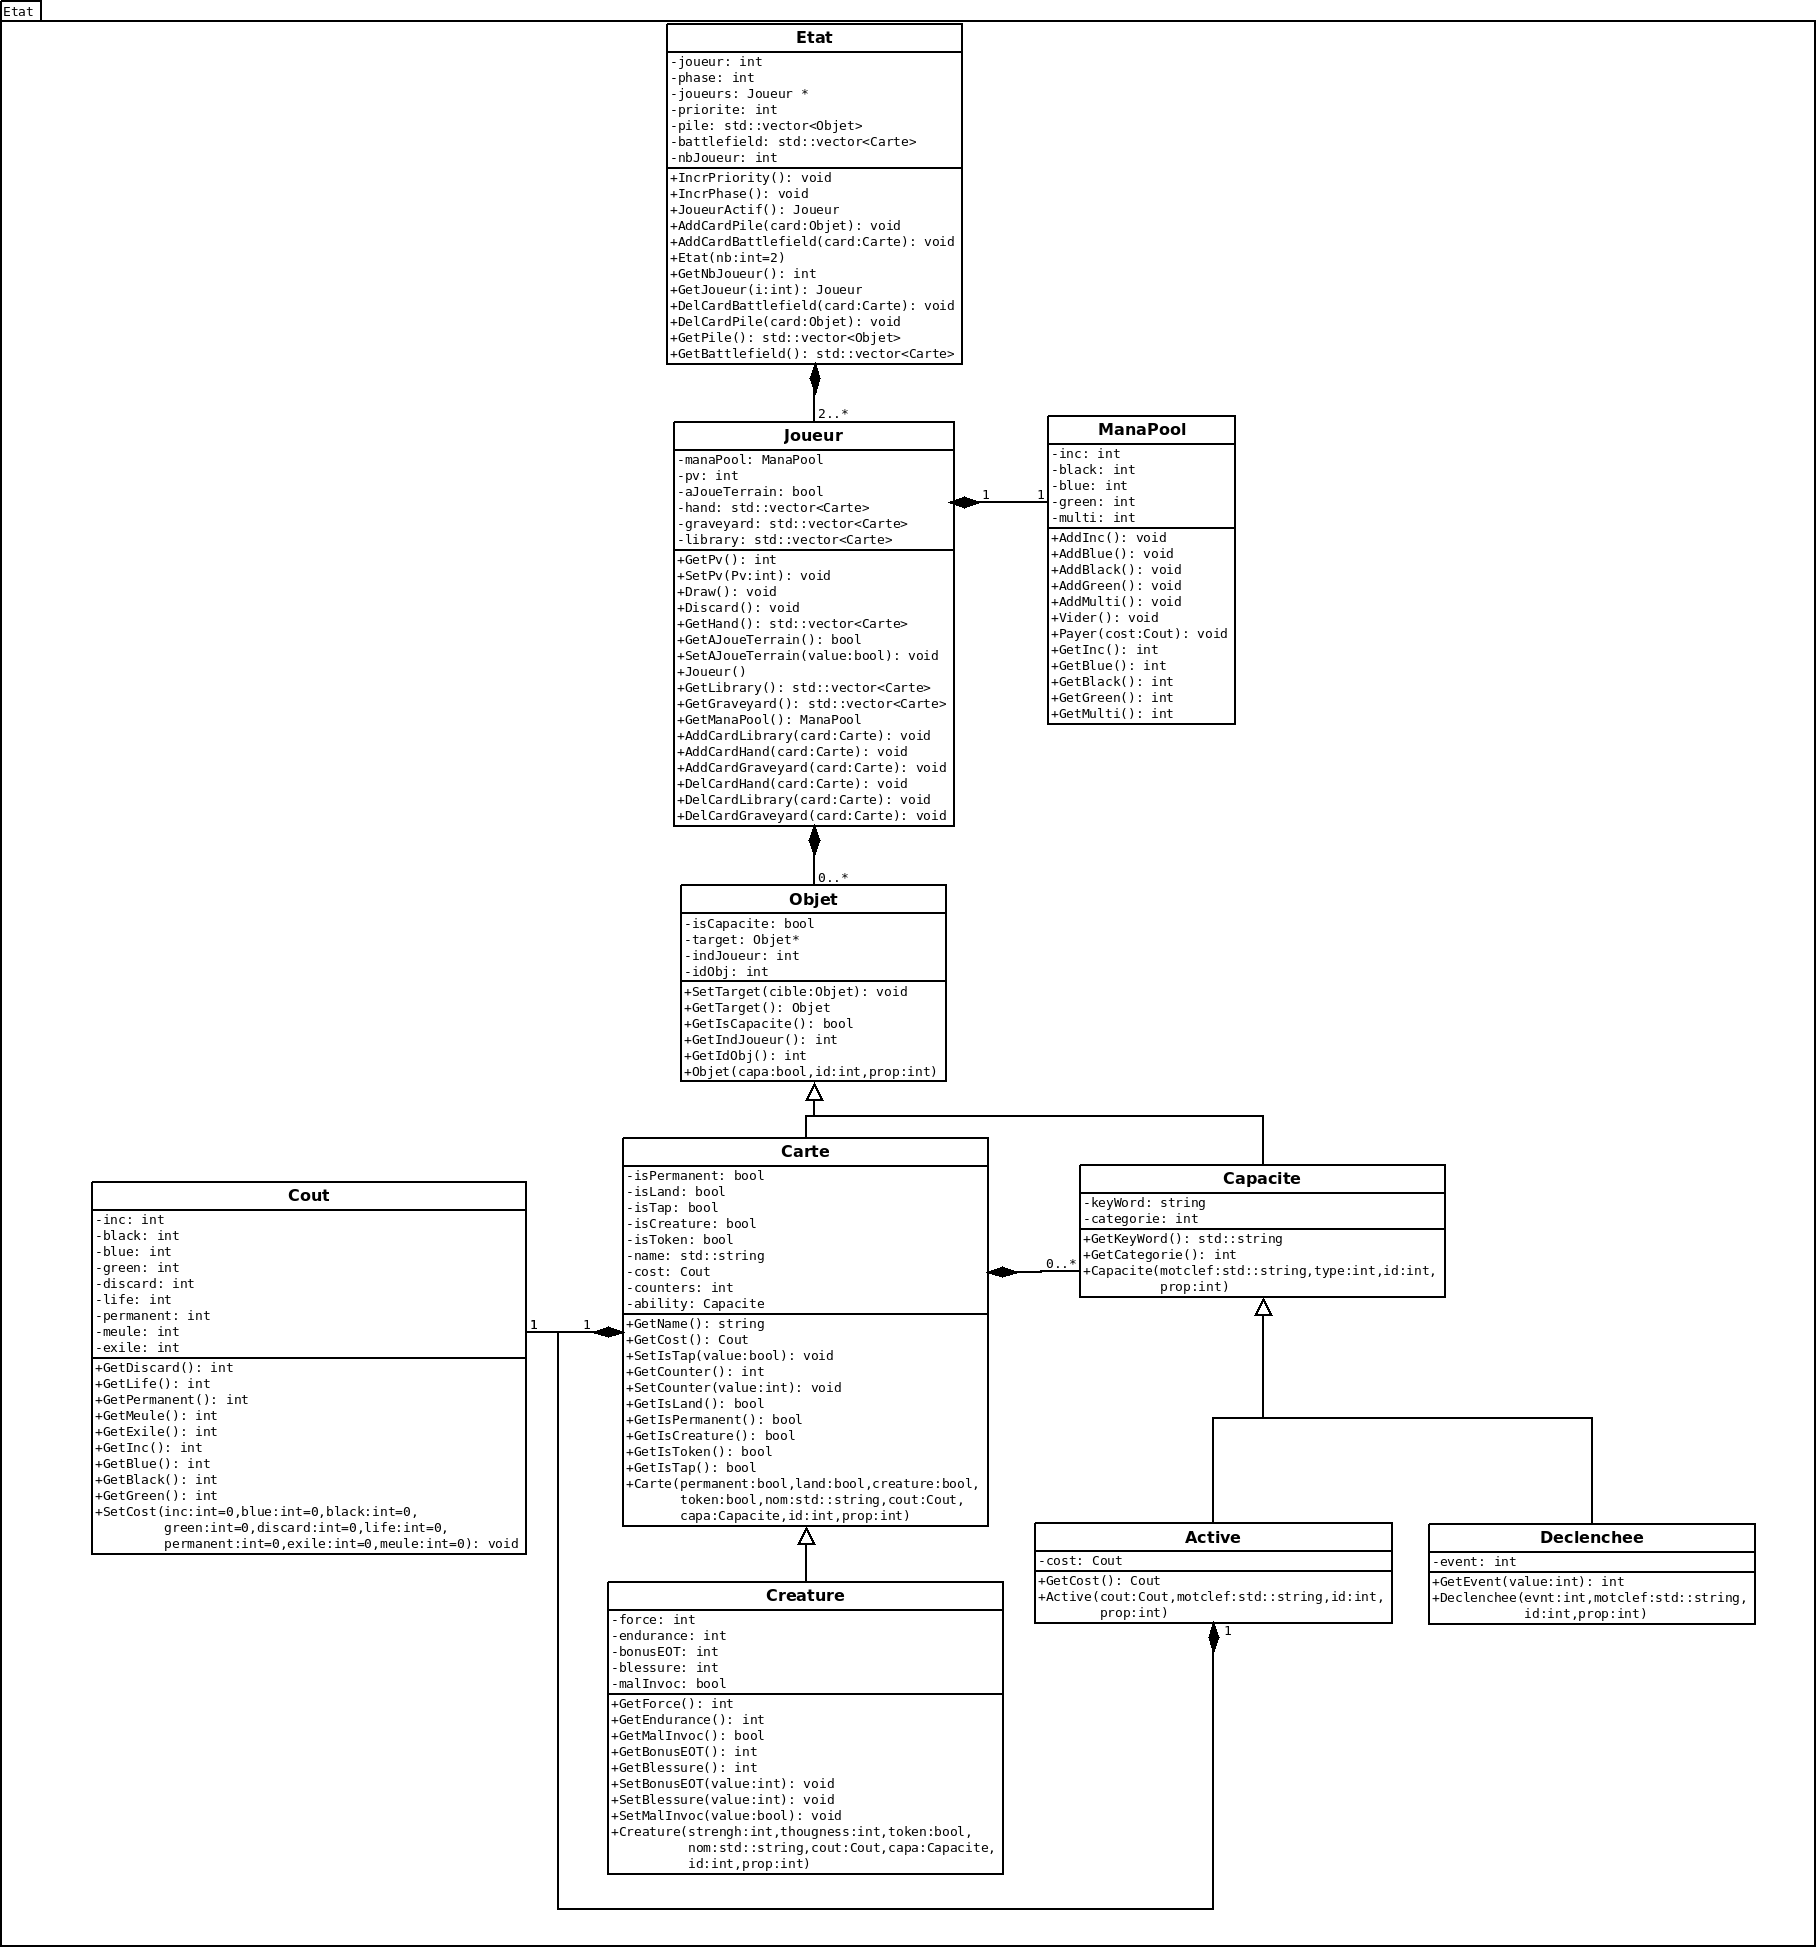 Etat
Etat
-joueur: int
-phase: int
-joueurs: Joueur *
-priorite: int
-pile: std::vector<Objet>
-battlefield: std::vector<Carte>
-nbJoueur: int
+IncrPriority(): void
+IncrPhase(): void
+JoueurActif(): Joueur
+AddCardPile(card:Objet): void
+AddCardBattlefield(card:Carte): void
+Etat(nb:int=2)
+GetNbJoueur(): int
+GetJoueur(i:int): Joueur
+DelCardBattlefield(card:Carte): void
+DelCardPile(card:Objet): void
+GetPile(): std::vector<Objet>
+GetBattlefield(): std::vector<Carte>
2..*
Joueur
-manaPool: ManaPool
-pv: int
-aJoueTerrain: bool
-hand: std::vector<Carte>
-graveyard: std::vector<Carte>
-library: std::vector<Carte>
+GetPv(): int
+SetPv(Pv:int): void
+Draw(): void
+Discard(): void
+GetHand(): std::vector<Carte>
+GetAJoueTerrain(): bool
+SetAJoueTerrain(value:bool): void
+Joueur()
+GetLibrary(): std::vector<Carte>
+GetGraveyard(): std::vector<Carte>
+GetManaPool(): ManaPool
+AddCardLibrary(card:Carte): void
+AddCardHand(card:Carte): void
+AddCardGraveyard(card:Carte): void
+DelCardHand(card:Carte): void
+DelCardLibrary(card:Carte): void
+DelCardGraveyard(card:Carte): void
1
1
ManaPool
-inc: int
-black: int
-blue: int
-green: int
-multi: int
+AddInc(): void
+AddBlue(): void
+AddBlack(): void
+AddGreen(): void
+AddMulti(): void
+Vider(): void
+Payer(cost:Cout): void
+GetInc(): int
+GetBlue(): int
+GetBlack(): int
+GetGreen(): int
+GetMulti(): int
0..*
Objet
-isCapacite: bool
-target: Objet*
-indJoueur: int
-idObj: int
+SetTarget(cible:Objet): void
+GetTarget(): Objet
+GetIsCapacite(): bool
+GetIndJoueur(): int
+GetIdObj(): int
+Objet(capa:bool,id:int,prop:int)
Cout
-inc: int
-black: int
-blue: int
-green: int
-discard: int
-life: int
-permanent: int
-meule: int
-exile: int
+GetDiscard(): int
+GetLife(): int
+GetPermanent(): int
+GetMeule(): int
+GetExile(): int
+GetInc(): int
+GetBlue(): int
+GetBlack(): int
+GetGreen(): int
+SetCost(inc:int=0,blue:int=0,black:int=0,
green:int=0,discard:int=0,life:int=0,
permanent:int=0,exile:int=0,meule:int=0): void
1
1
Carte
-isPermanent: bool
-isLand: bool
-isTap: bool
-isCreature: bool
-isToken: bool
-name: std::string
-cost: Cout
-counters: int
-ability: Capacite
+GetName(): string
+GetCost(): Cout
+SetIsTap(value:bool): void
+GetCounter(): int
+SetCounter(value:int): void
+GetIsLand(): bool
+GetIsPermanent(): bool
+GetIsCreature(): bool
+GetIsToken(): bool
+GetIsTap(): bool
+Carte(permanent:bool,land:bool,creature:bool,
token:bool,nom:std::string,cout:Cout,
capa:Capacite,id:int,prop:int)
0..*
Capacite
-keyWord: string
-categorie: int
+GetKeyWord(): std::string
+GetCategorie(): int
+Capacite(motclef:std::string,type:int,id:int,
prop:int)
Creature
-force: int
-endurance: int
-bonusEOT: int
-blessure: int
-malInvoc: bool
+GetForce(): int
+GetEndurance(): int
+GetMalInvoc(): bool
+GetBonusEOT(): int
+GetBlessure(): int
+SetBonusEOT(value:int): void
+SetBlessure(value:int): void
+SetMalInvoc(value:bool): void
+Creature(strengh:int,thougness:int,token:bool,
nom:std::string,cout:Cout,capa:Capacite,
id:int,prop:int)
Active
-cost: Cout
+GetCost(): Cout
+Active(cout:Cout,motclef:std::string,id:int,
prop:int)
1
Declenchee
-event: int
+GetEvent(value:int): int
+Declenchee(evnt:int,motclef:std::string,
id:int,prop:int)